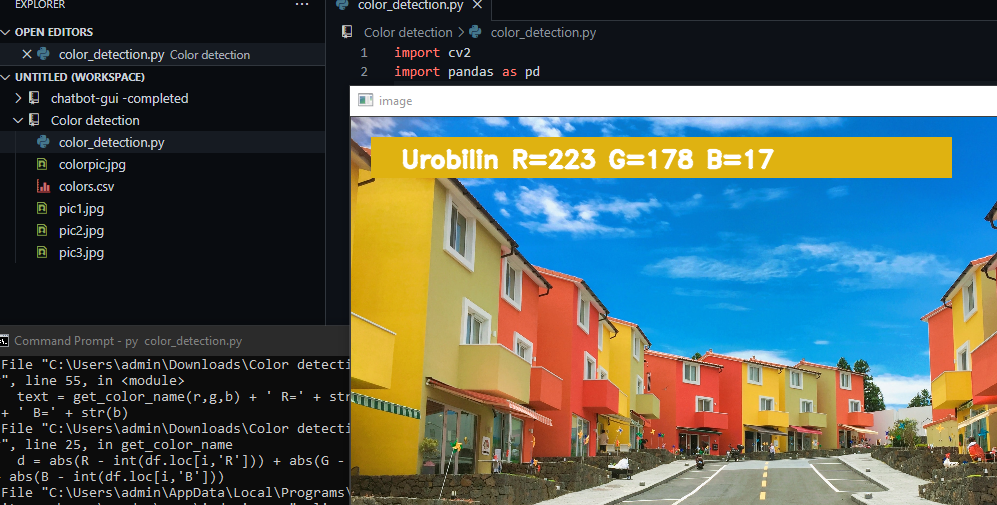 EXPLORER
···
OPEN EDITORS
color_detection.py Color detection
UNTITLED (WORKSPACE)
chatbot-gui -completed
Color detection
color_detection.py
colorpic.jpg
colors.csv
pic1.jpg
pic2.jpg
pic3.jpg
color_detection.py
Color detection > color_detection.py
1 import cv2
2 import pandas as pd
image
Urobilin R=223 G=178 B=17
Command Prompt - py color_detection.py
File "C:\Users\admin\Downloads\Color detecti
", line 55, in <module>
text = get_color_name(r,g,b) + ' R=' + str
+ ' B=' + str(b)
File "C:\Users\admin\Downloads\Color detecti
", line 25, in get_color_name
d = abs(R - int(df.loc[i,'R'])) + abs(G -
abs(B - int(df.loc[i,'B']))
File "C:\Users\admin\AppData\Local\Programs\